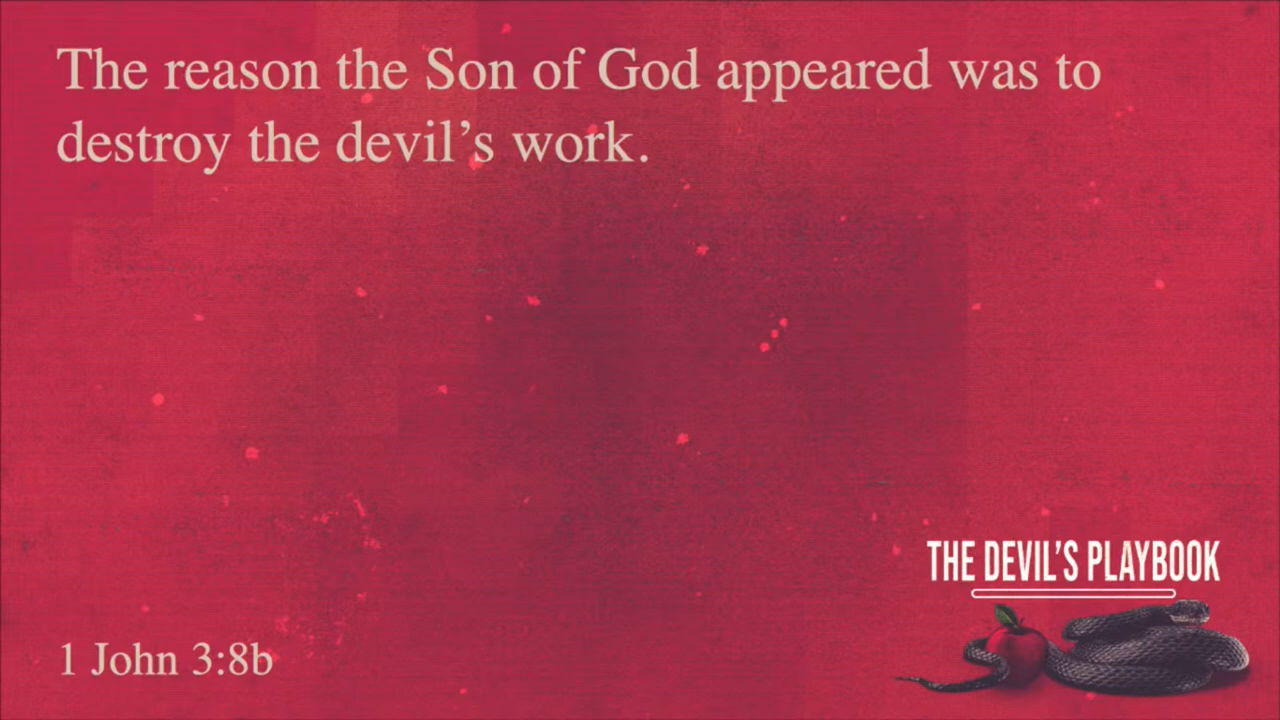 The reason the Son of God appeared was to
destroy the devil’s work.
THE DEVIL’S PLAYBOOK
1 John 3:8b